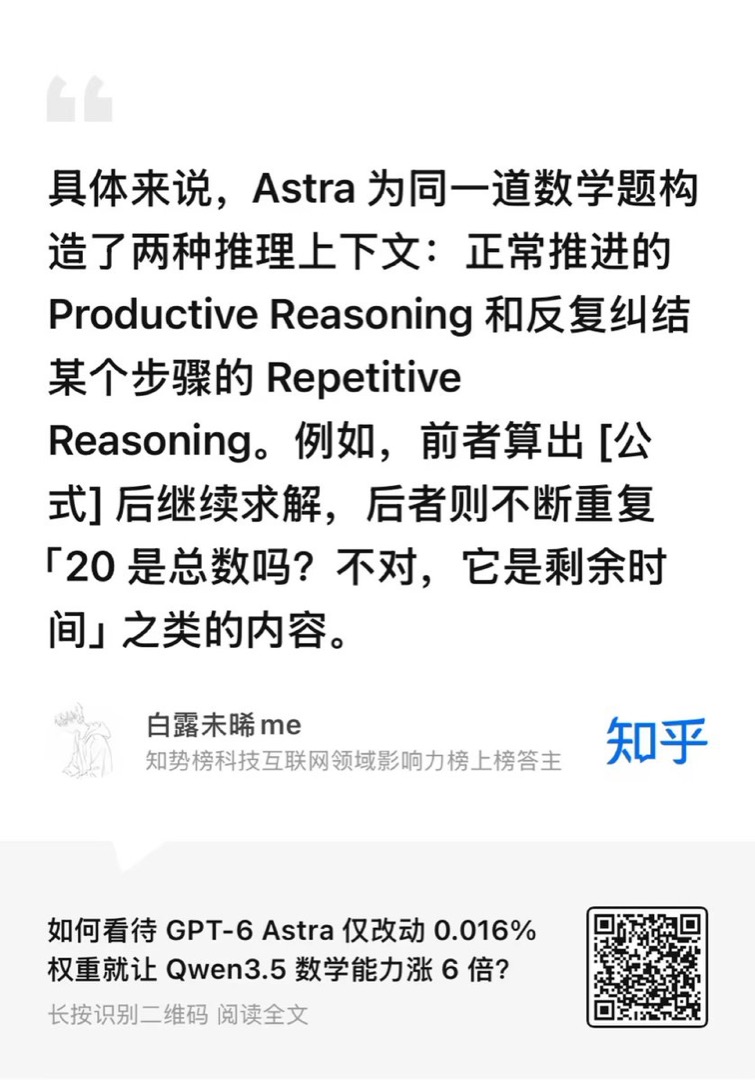 具体来说，Astra 为同一道数学题构
造了两种推理上下文：正常推进的
Productive Reasoning 和反复纠结
某个步骤的 Repetitive
Reasoning。例如，前者算出 [公
式] 后继续求解，后者则不断重复
「20 是总数吗？不对，它是剩余时
间」之类的内容。
白露未晞me
知势榜科技互联网领域影响力榜上榜答主
知乎
如何看待 GPT-6 Astra 仅改动 0.016%
权重就让 Qwen3.5 数学能力涨 6 倍？
长按识别二维码 阅读全文